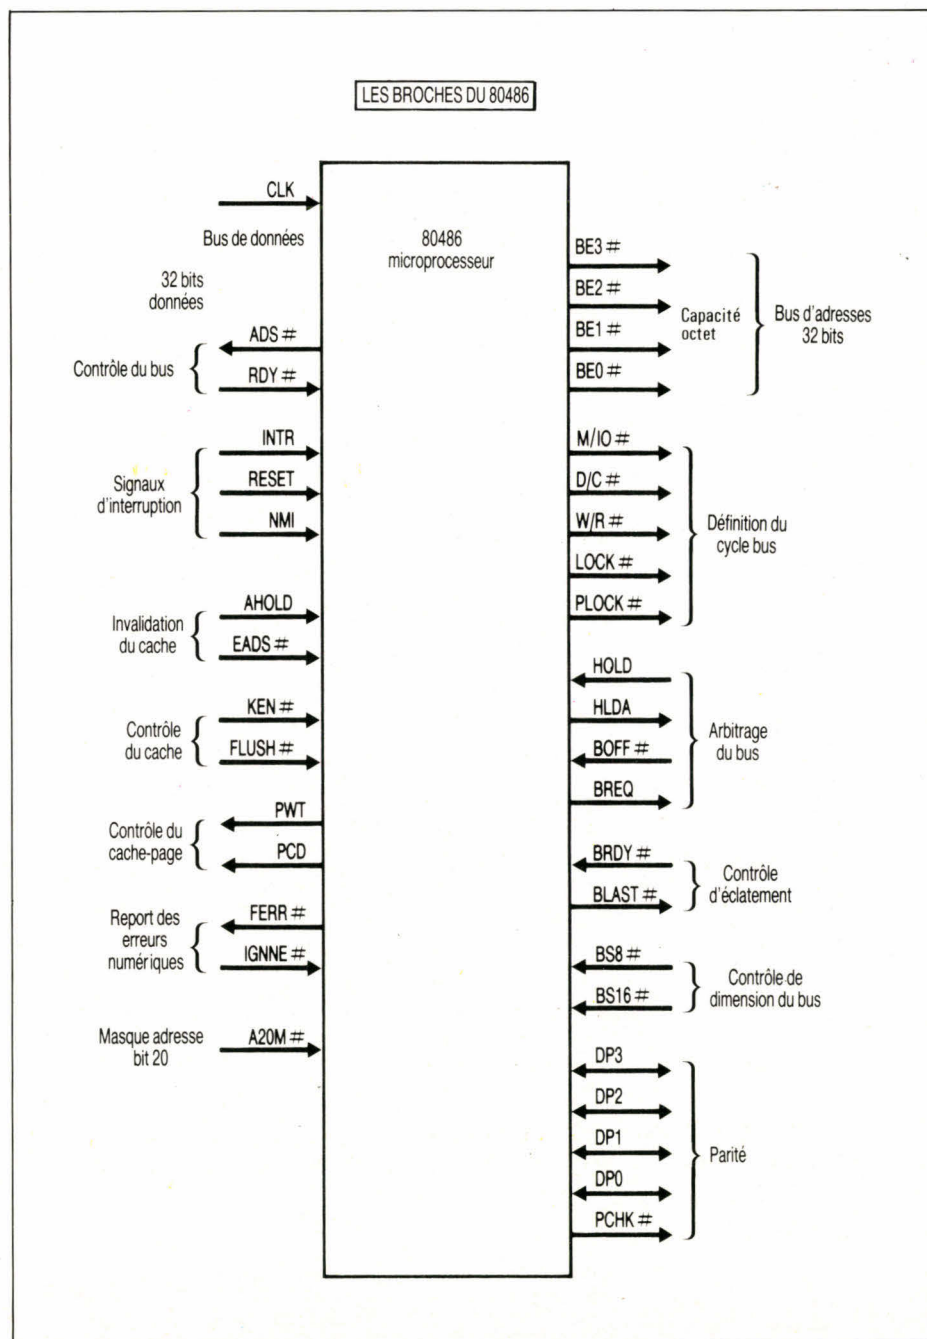 LES BROCHES DU 80486
80486
microprocesseur
CLK
Bus de données
32 bits
données
ADS #
RDY #
Contrôle du bus
INTR
RESET
NMI
Signaux
d'interruption
AHOLD
EADS #
Invalidation
du cache
KEN #
FLUSH #
Contrôle
du cache
PWT
PCD
Contrôle du
cache-page
FERR #
IGNNE #
Report des
erreurs
numériques
A20M #
Masque adresse
bit 20
BE3 #
BE2 #
BE1 #
BE0 #
Capacité
octet
Bus d'adresses
32 bits
M/IO #
D/C #
W/R #
LOCK #
PLOCK #
Définition du
cycle bus
HOLD
HLDA
BOFF #
BREQ
Arbitrage
du bus
BRDY #
BLAST #
Contrôle
d'éclatement
BS8 #
BS16 #
Contrôle de
dimension du bus
DP3
DP2
DP1
DP0
PCHK #
Parité